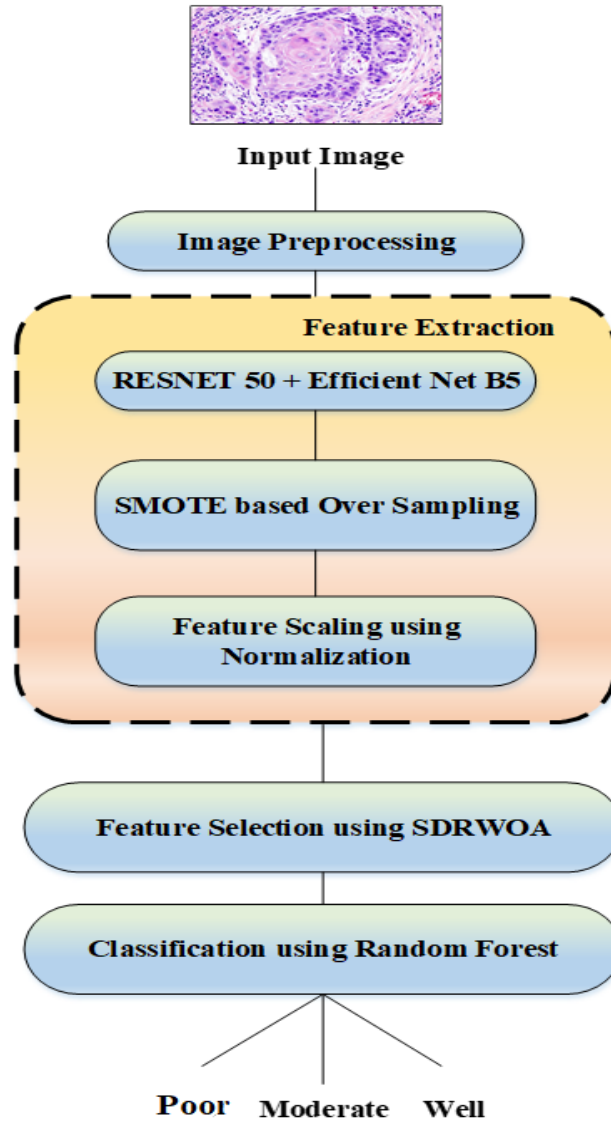 Input Image
Image Preprocessing
Feature Extraction
RESNET 50 + Efficient Net B5
SMOTE based Over Sampling
Feature Scaling using
Normalization
Feature Selection using SDRWOA
Classification using Random Forest
Poor Moderate Well